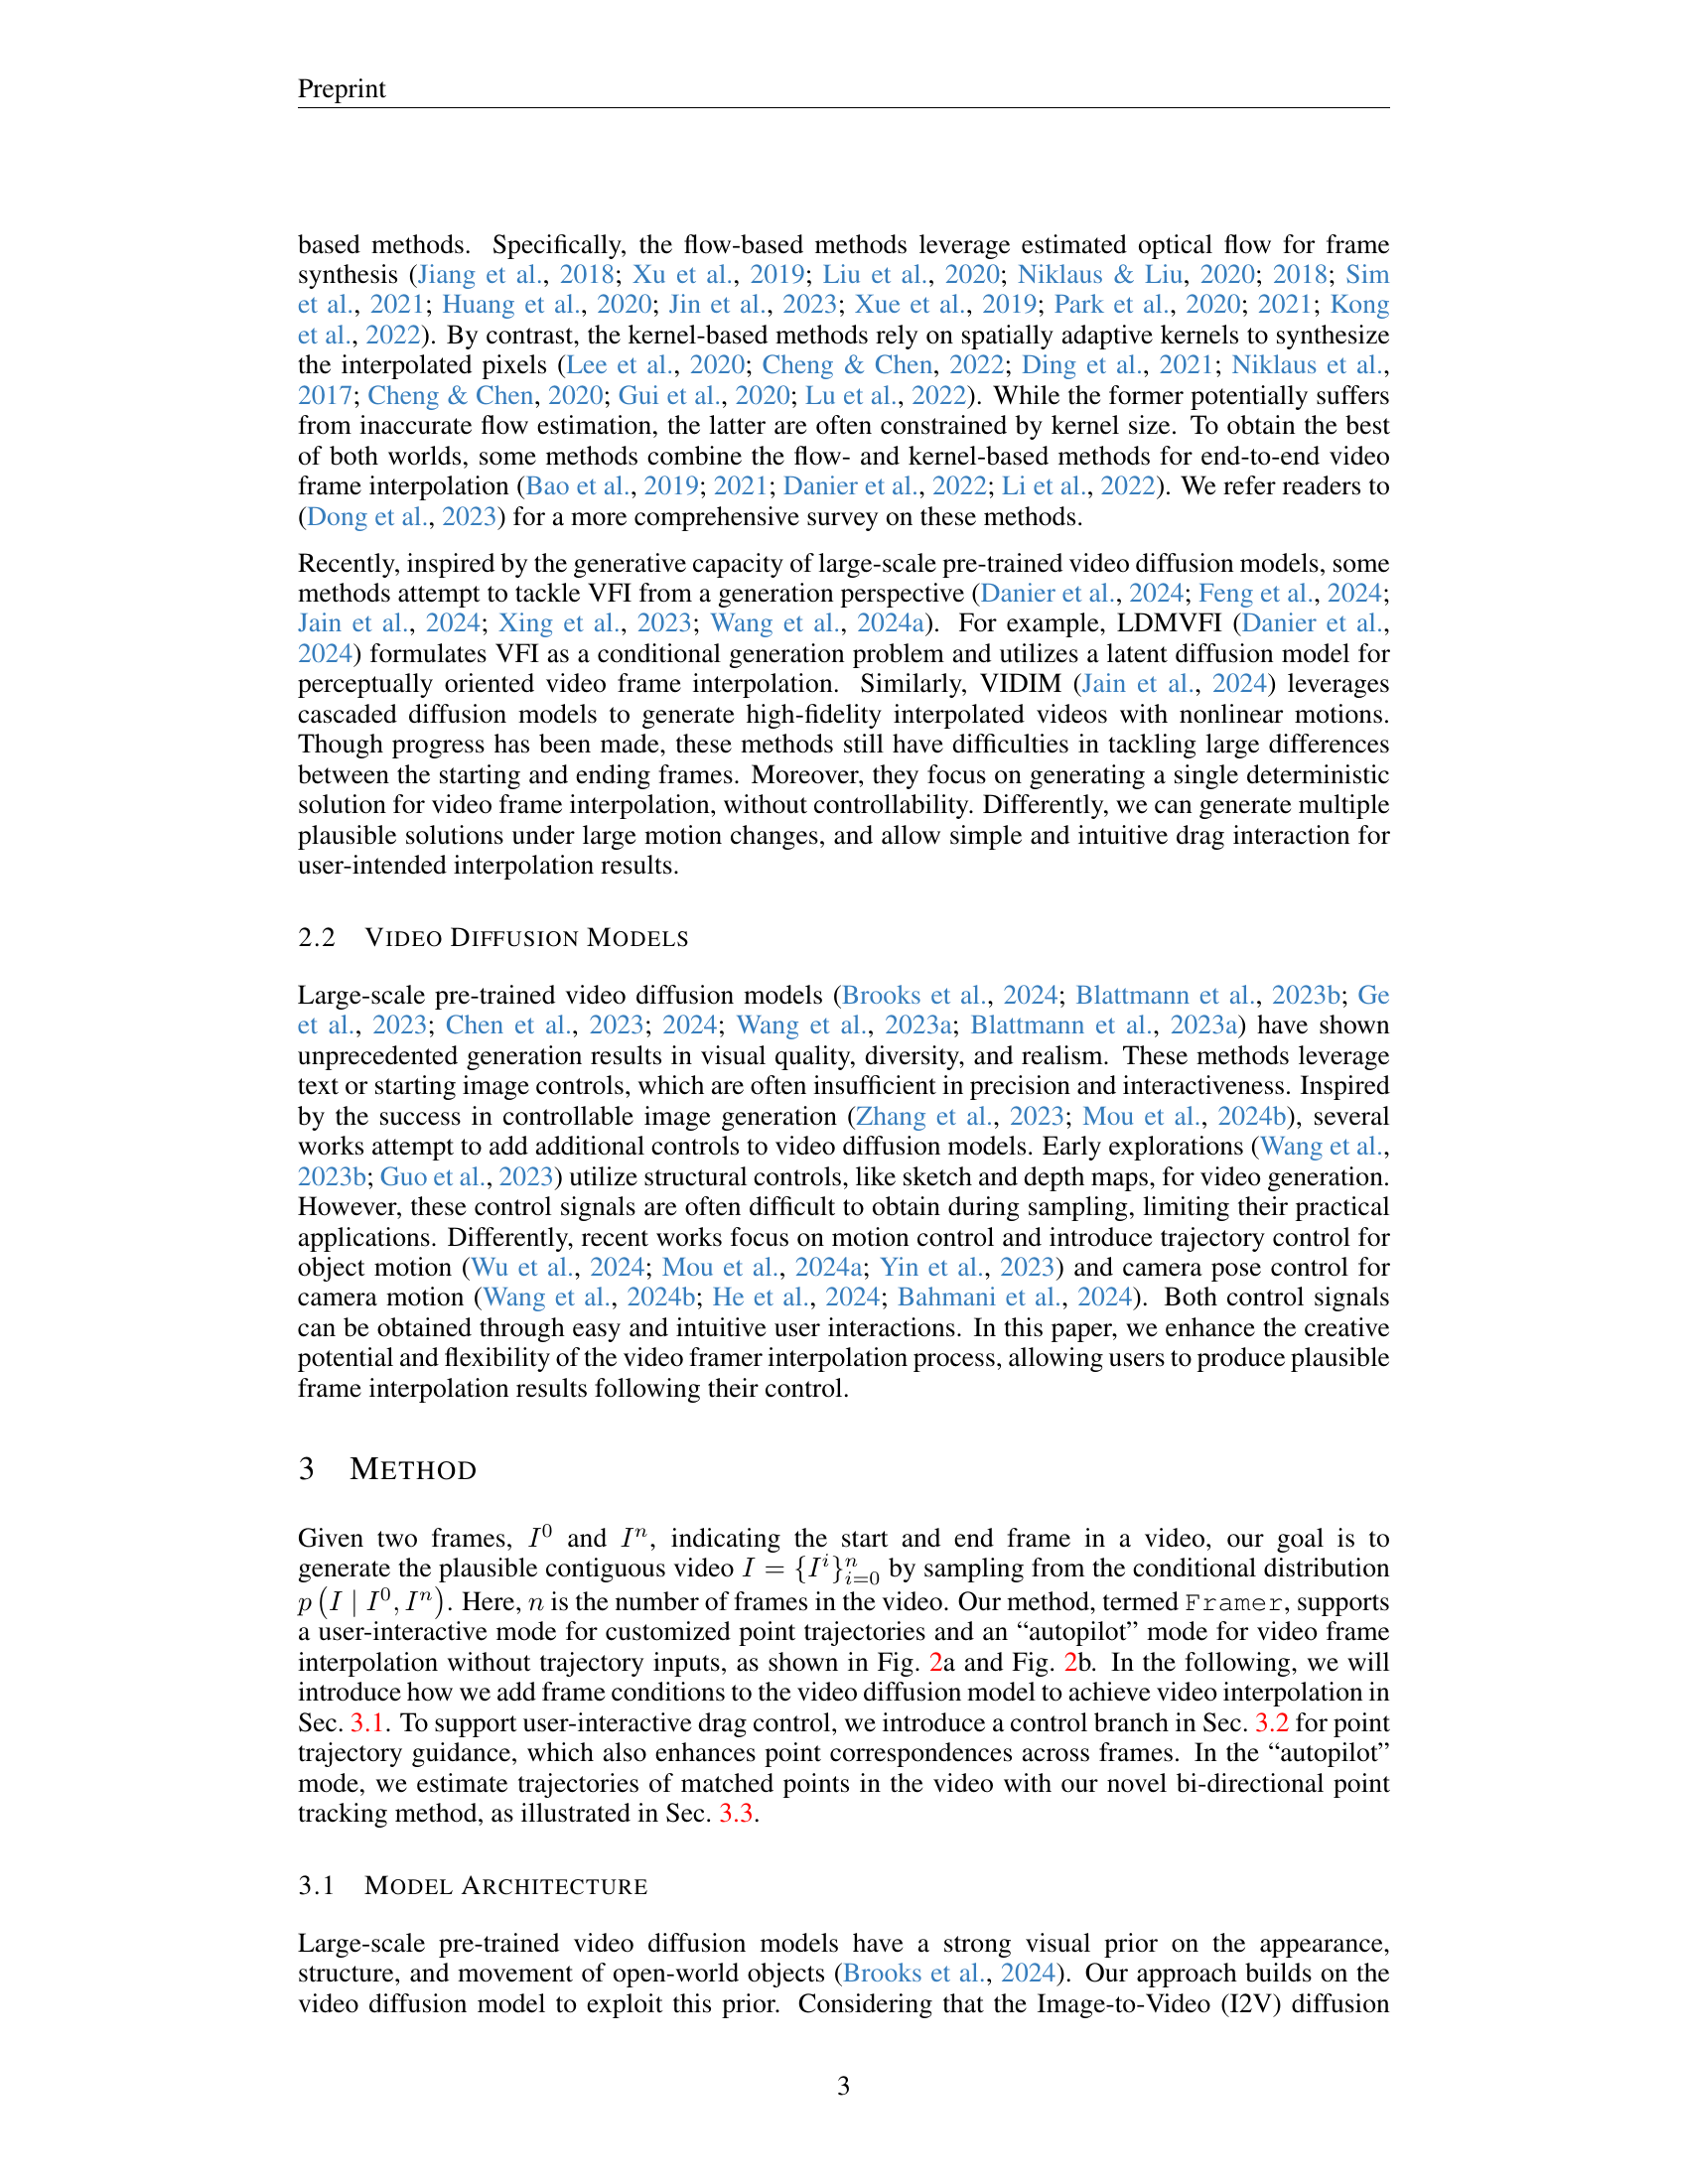 Preprint
based methods. Specifically, the flow-based methods leverage estimated optical flow for frame
synthesis (Jiang et al., 2018; Xu et al., 2019; Liu et al., 2020; Niklaus & Liu, 2020; 2018; Sim
et al., 2021; Huang et al., 2020; Jin et al., 2023; Xue et al., 2019; Park et al., 2020; 2021; Kong
et al., 2022). By contrast, the kernel-based methods rely on spatially adaptive kernels to synthesize
the interpolated pixels (Lee et al., 2020; Cheng & Chen, 2022; Ding et al., 2021; Niklaus et al.,
2017; Cheng & Chen, 2020; Gui et al., 2020; Lu et al., 2022). While the former potentially suffers
from inaccurate flow estimation, the latter are often constrained by kernel size. To obtain the best
of both worlds, some methods combine the flow- and kernel-based methods for end-to-end video
frame interpolation (Bao et al., 2019; 2021; Danier et al., 2022; Li et al., 2022). We refer readers to
(Dong et al., 2023) for a more comprehensive survey on these methods.
Recently, inspired by the generative capacity of large-scale pre-trained video diffusion models, some
methods attempt to tackle VFI from a generation perspective (Danier et al., 2024; Feng et al., 2024;
Jain et al., 2024; Xing et al., 2023; Wang et al., 2024a). For example, LDMVFI (Danier et al.,
2024) formulates VFI as a conditional generation problem and utilizes a latent diffusion model for
perceptually oriented video frame interpolation. Similarly, VIDIM (Jain et al., 2024) leverages
cascaded diffusion models to generate high-fidelity interpolated videos with nonlinear motions.
Though progress has been made, these methods still have difficulties in tackling large differences
between the starting and ending frames. Moreover, they focus on generating a single deterministic
solution for video frame interpolation, without controllability. Differently, we can generate multiple
plausible solutions under large motion changes, and allow simple and intuitive drag interaction for
user-intended interpolation results.
2.2 VIDEO DIFFUSION MODELS
Large-scale pre-trained video diffusion models (Brooks et al., 2024; Blattmann et al., 2023b; Ge
et al., 2023; Chen et al., 2023; 2024; Wang et al., 2023a; Blattmann et al., 2023a) have shown
unprecedented generation results in visual quality, diversity, and realism. These methods leverage
text or starting image controls, which are often insufficient in precision and interactiveness. Inspired
by the success in controllable image generation (Zhang et al., 2023; Mou et al., 2024b), several
works attempt to add additional controls to video diffusion models. Early explorations (Wang et al.,
2023b; Guo et al., 2023) utilize structural controls, like sketch and depth maps, for video generation.
However, these control signals are often difficult to obtain during sampling, limiting their practical
applications. Differently, recent works focus on motion control and introduce trajectory control for
object motion (Wu et al., 2024; Mou et al., 2024a; Yin et al., 2023) and camera pose control for
camera motion (Wang et al., 2024b; He et al., 2024; Bahmani et al., 2024). Both control signals
can be obtained through easy and intuitive user interactions. In this paper, we enhance the creative
potential and flexibility of the video framer interpolation process, allowing users to produce plausible
frame interpolation results following their control.
3 METHOD
Given two frames, $I^0$ and $I^n$, indicating the start and end frame in a video, our goal is to
generate the plausible contiguous video $I = \{I^i\}_{i=0}^n$ by sampling from the conditional distribution
$p(I \mid I^0, I^n)$. Here, $n$ is the number of frames in the video. Our method, termed Framer, supports
a user-interactive mode for customized point trajectories and an “autopilot” mode for video frame
interpolation without trajectory inputs, as shown in Fig. 2a and Fig. 2b. In the following, we will
introduce how we add frame conditions to the video diffusion model to achieve video interpolation in
Sec. 3.1. To support user-interactive drag control, we introduce a control branch in Sec. 3.2 for point
trajectory guidance, which also enhances point correspondences across frames. In the “autopilot”
mode, we estimate trajectories of matched points in the video with our novel bi-directional point
tracking method, as illustrated in Sec. 3.3.
3.1 MODEL ARCHITECTURE
Large-scale pre-trained video diffusion models have a strong visual prior on the appearance,
structure, and movement of open-world objects (Brooks et al., 2024). Our approach builds on the
video diffusion model to exploit this prior. Considering that the Image-to-Video (I2V) diffusion
3